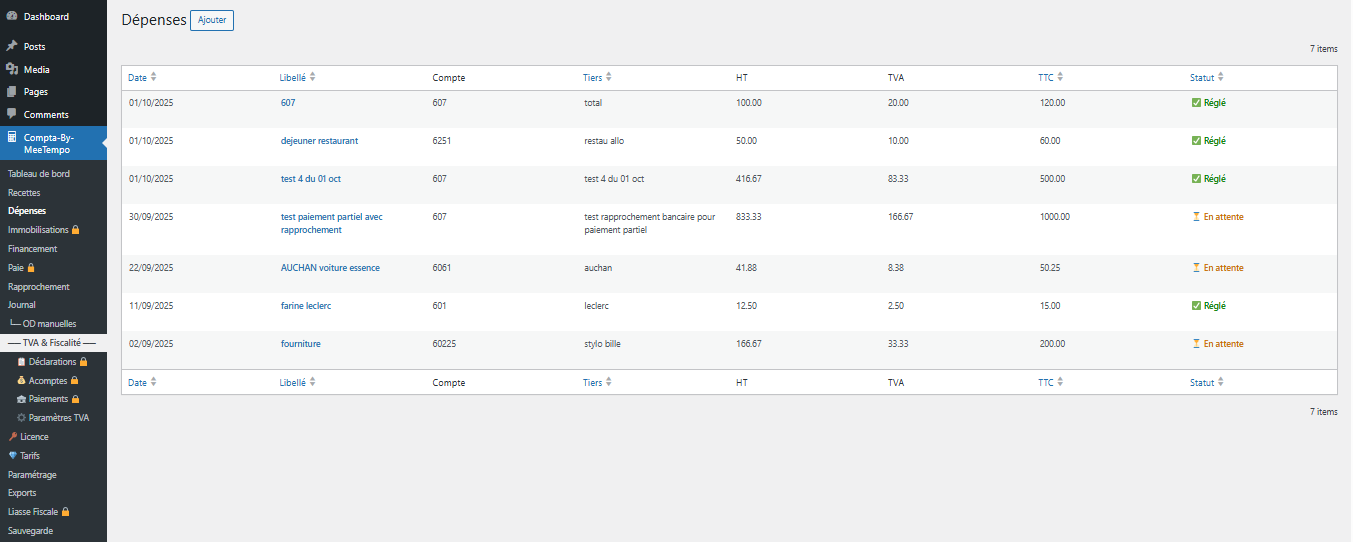 Dashboard
Posts
Media
Pages
Comments
Compta-By-
MeeTempo
Tableau de bord
Recettes
Dépenses
Immobilisations
Financement
Paie
Rapprochement
Journal
└─ OD manuelles
── TVA & Fiscalité ──
Déclarations
Acomptes
Paiements
Paramètres TVA
Licence
Tarifs
Paramétrage
Exports
Liasse Fiscale
Sauvegarde
Dépenses Ajouter
7 items
Date Libellé Compte Tiers HT TVA TTC Statut
01/10/2025 607 607 total 100.00 20.00 120.00 Réglé
01/10/2025 dejeuner restaurant 6251 restau allo 50.00 10.00 60.00 Réglé
01/10/2025 test 4 du 01 oct 607 test 4 du 01 oct 416.67 83.33 500.00 Réglé
30/09/2025 test paiement partiel avec 607 test rapprochement bancaire pour 833.33 166.67 1000.00 En attente
rapprochement paiement partiel
22/09/2025 AUCHAN voiture essence 6061 auchan 41.88 8.38 50.25 En attente
11/09/2025 farine leclerc 601 leclerc 12.50 2.50 15.00 Réglé
02/09/2025 fourniture 60225 stylo bille 166.67 33.33 200.00 En attente
Date Libellé Compte Tiers HT TVA TTC Statut
7 items